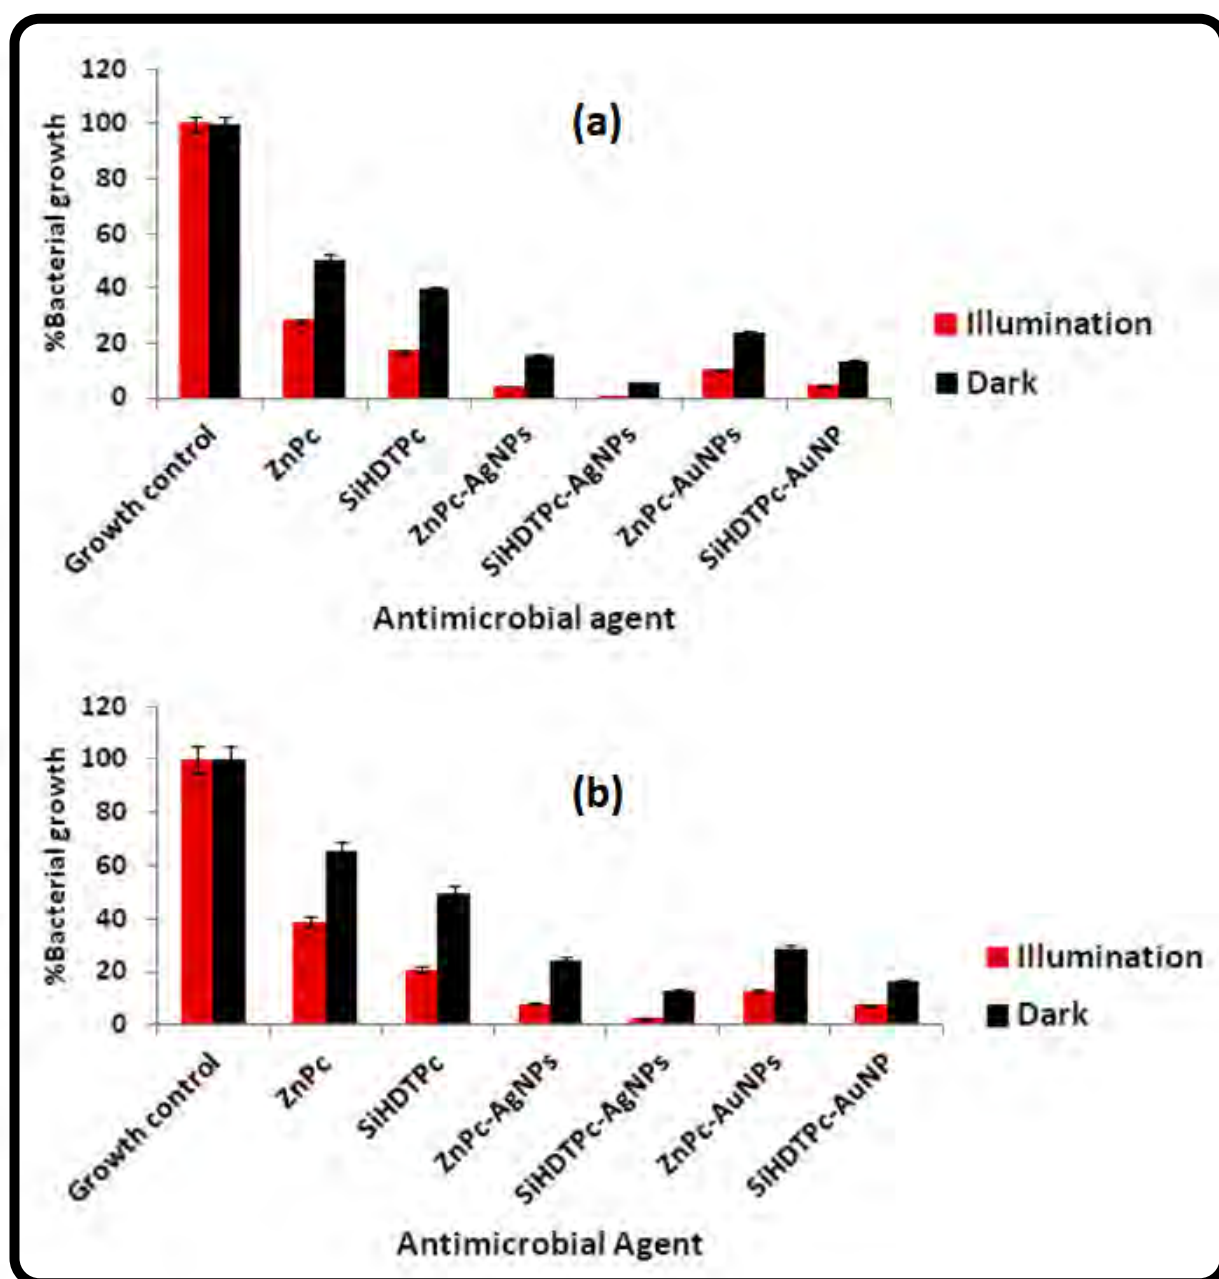 120
100
80
60
40
20
0
%Bacterial growth
(a)
Illumination
Dark
Growth control
ZnPc
SiHDTPc
ZnPc-AgNPs
SiHDTPc-AgNPs
ZnPc-AuNPs
SiHDTPc-AuNP
Antimicrobial agent
120
100
80
60
40
20
0
%Bacterial growth
(b)
Illumination
Dark
Growth control
ZnPc
SiHDTPc
ZnPc-AgNPs
SiHDTPc-AgNPs
ZnPc-AuNPs
SiHDTPc-AuNP
Antimicrobial Agent